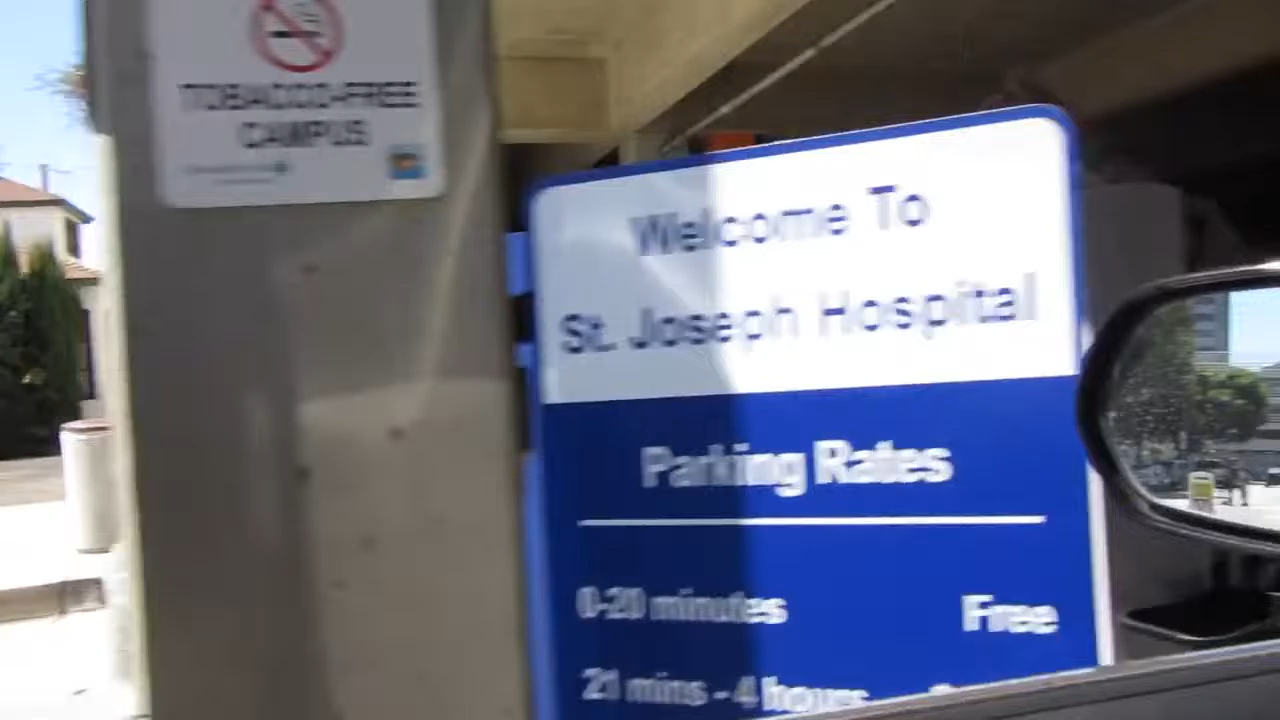 TOBACCO-FREE
CAMPUS
Welcome To
St. Joseph Hospital
Parking Rates
0-20 minutes Free
21 mins - 4 hours